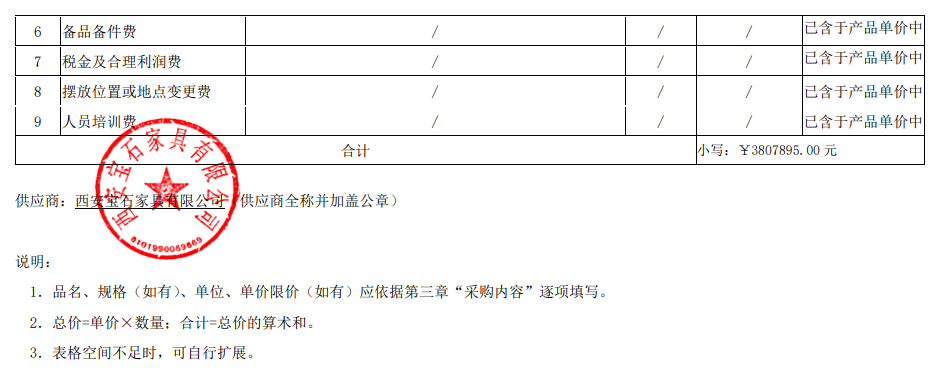 6 备品备件费 / / / 已含于产品单价中
7 税金及合理利润费 / / / 已含于产品单价中
8 摆放位置或地点变更费 / / / 已含于产品单价中
9 人员培训费 / / / 已含于产品单价中
合计 小写：￥3807895.00 元
供应商：西安宝石家具有限公司（供应商全称并加盖公章）
西安宝石家具有限公司
6101990069669
说明：
1．品名、规格（如有）、单位、单价限价（如有）应依据第三章“采购内容”逐项填写。
2．总价=单价×数量；合计=总价的算术和。
3．表格空间不足时，可自行扩展。